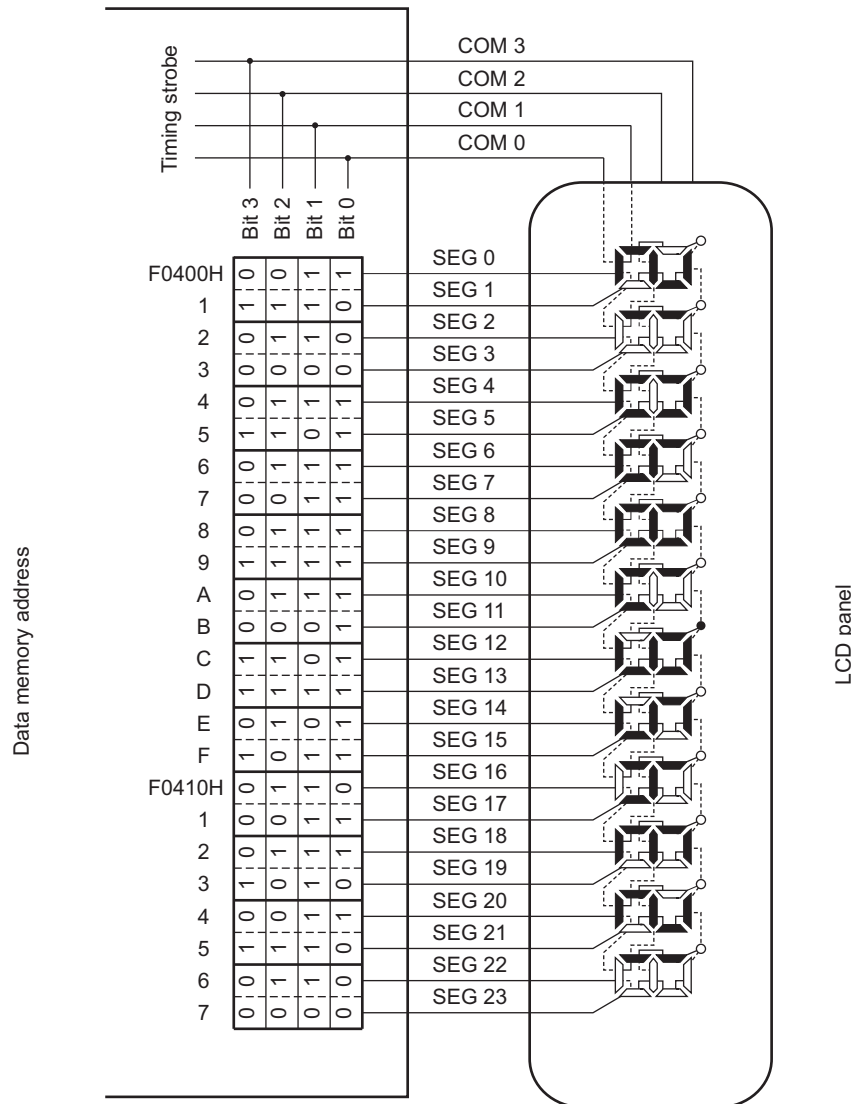 COM 3
COM 2
COM 1
COM 0
Timing strobe
Bit 3
Bit 2
Bit 1
Bit 0
F0400H 0 0 1 1 SEG 0
1 1 1 1 0 SEG 1
2 0 1 1 0 SEG 2
3 0 0 0 0 SEG 3
4 0 1 1 1 SEG 4
5 1 1 0 1 SEG 5
6 0 1 1 1 SEG 6
7 0 0 1 1 SEG 7
8 0 1 1 1 SEG 8
9 1 1 1 1 SEG 9
A 0 1 1 1 SEG 10
B 0 0 0 1 SEG 11
C 1 1 0 1 SEG 12
D 1 1 1 1 SEG 13
E 0 1 0 1 SEG 14
F 1 0 1 1 SEG 15
F0410H 0 1 1 0 SEG 16
1 0 0 1 1 SEG 17
2 0 1 1 1 SEG 18
3 1 0 1 0 SEG 19
4 0 0 1 1 SEG 20
5 1 1 1 0 SEG 21
6 0 1 1 0 SEG 22
7 0 0 0 0 SEG 23
Data memory address
LCD panel